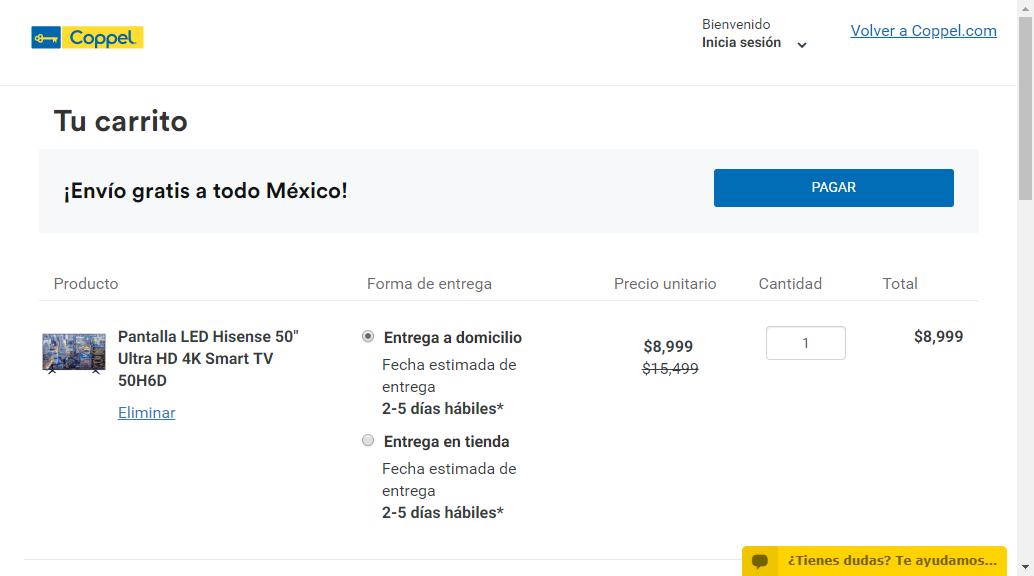 Coppel
Bienvenido
Inicia sesión
Volver a Coppel.com
Tu carrito
¡Envío gratis a todo México!
PAGAR
Producto
Forma de entrega
Precio unitario
Cantidad
Total
Pantalla LED Hisense 50"
Ultra HD 4K Smart TV
50H6D
Eliminar
Entrega a domicilio
Fecha estimada de
entrega
2-5 días hábiles*
Entrega en tienda
Fecha estimada de
entrega
2-5 días hábiles*
$8,999
$15,499
1
$8,999
¿Tienes dudas? Te ayudamos...